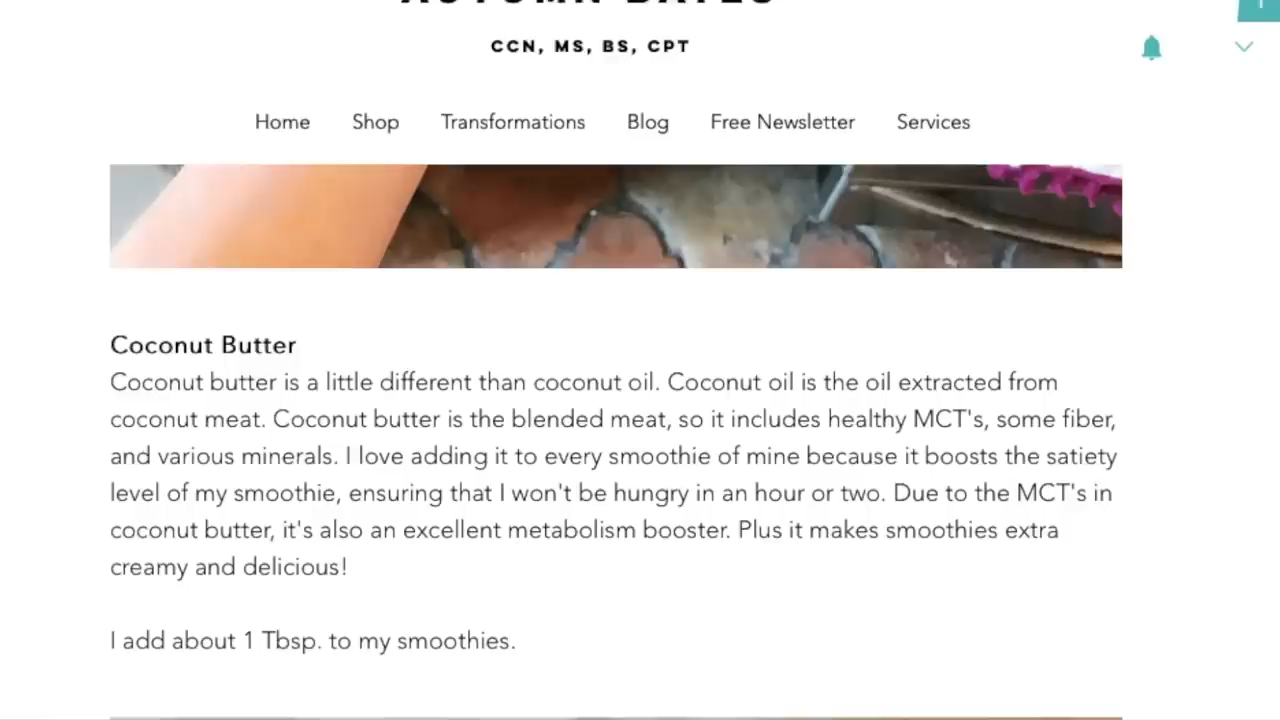 CCN, MS, BS, CPT
Home Shop Transformations Blog Free Newsletter Services
Coconut Butter
Coconut butter is a little different than coconut oil. Coconut oil is the oil extracted from
coconut meat. Coconut butter is the blended meat, so it includes healthy MCT's, some fiber,
and various minerals. I love adding it to every smoothie of mine because it boosts the satiety
level of my smoothie, ensuring that I won't be hungry in an hour or two. Due to the MCT's in
coconut butter, it's also an excellent metabolism booster. Plus it makes smoothies extra
creamy and delicious!
I add about 1 Tbsp. to my smoothies.